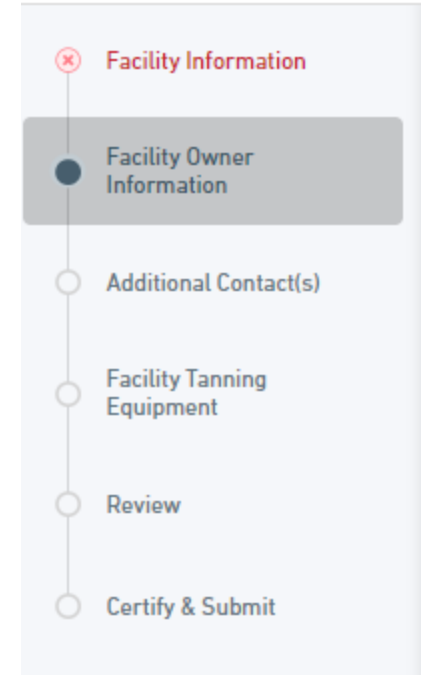 Facility Information
Facility Owner
Information
Additional Contact(s)
Facility Tanning
Equipment
Review
Certify & Submit